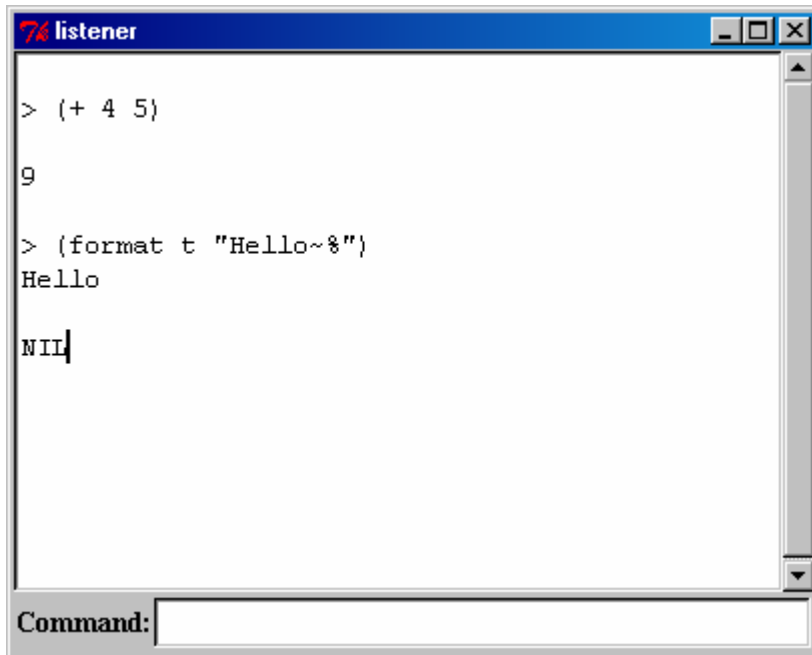 listener
> (+ 4 5)
9
> (format t "Hello~%")
Hello
NIL
Command: